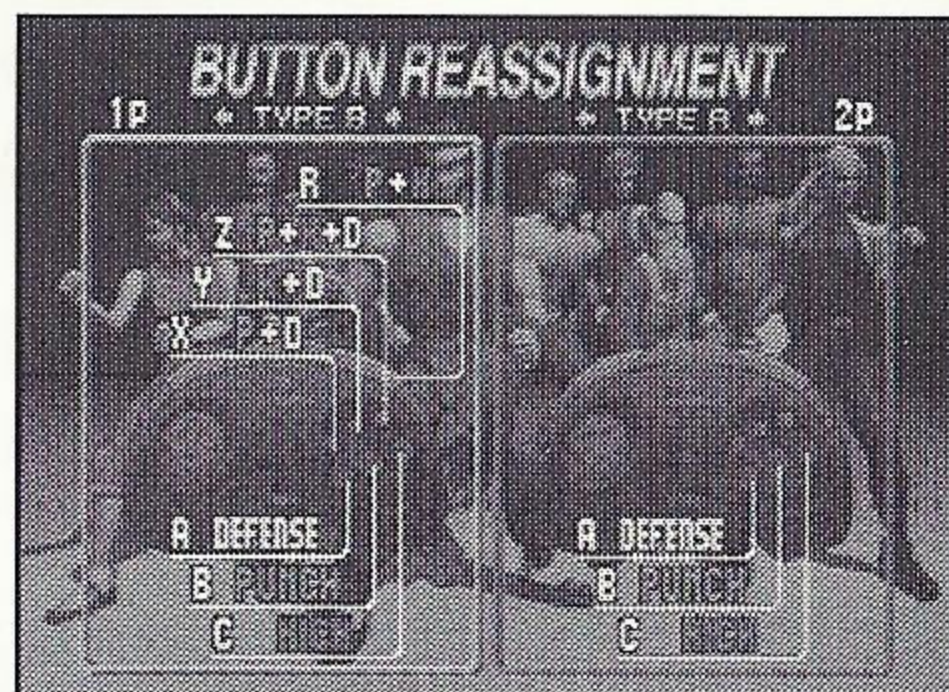 BUTTON REASSIGNMENT
1P TYPE B TYPE A 2P
R P+
Z P+ +D
Y +D
X P+D
A DEFENSE A DEFENSE
B PUNCH B PUNCH
C C